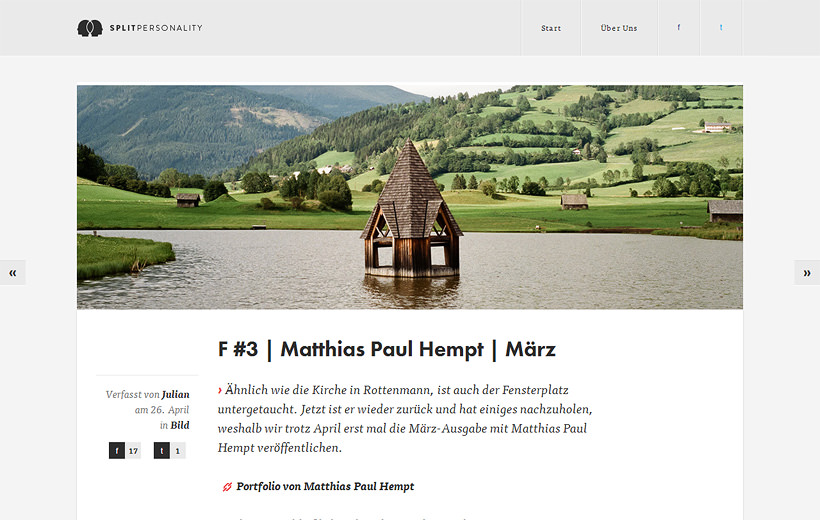 SPLITPERSONALITY
Start
Über Uns
f
t
«
»
F #3 | Matthias Paul Hempt | März
Verfasst von Julian
am 26. April
in Bild
f 17 t 1
› Ähnlich wie die Kirche in Rottenmann, ist auch der Fensterplatz
untergetaucht. Jetzt ist er wieder zurück und hat einiges nachzuholen,
weshalb wir trotz April erst mal die März-Ausgabe mit Matthias Paul
Hempt veröffentlichen.
Portfolio von Matthias Paul Hempt